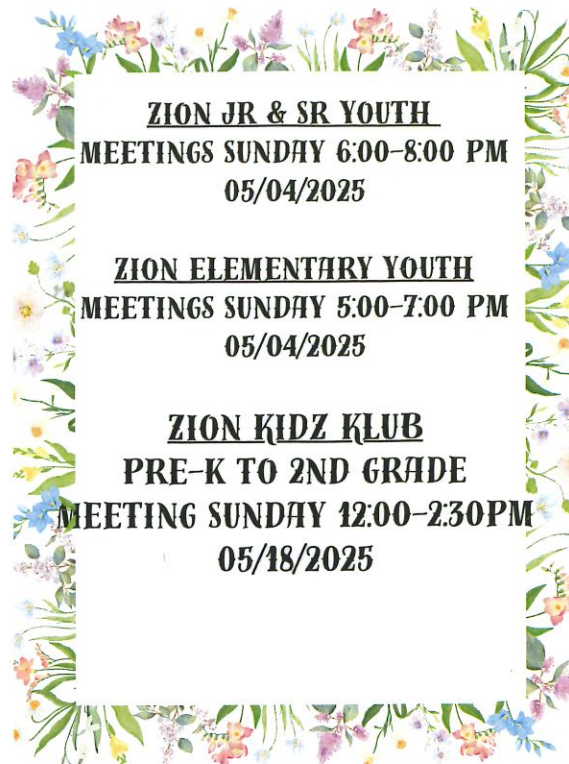 ZION JR & SR YOUTH
MEETINGS SUNDAY 6:00-8:00 PM
05/04/2025
ZION ELEMENTARY YOUTH
MEETINGS SUNDAY 5:00-7:00 PM
05/04/2025
ZION KIDZ KLUB
PRE-K TO 2ND GRADE
MEETING SUNDAY 12:00-2:30PM
05/18/2025